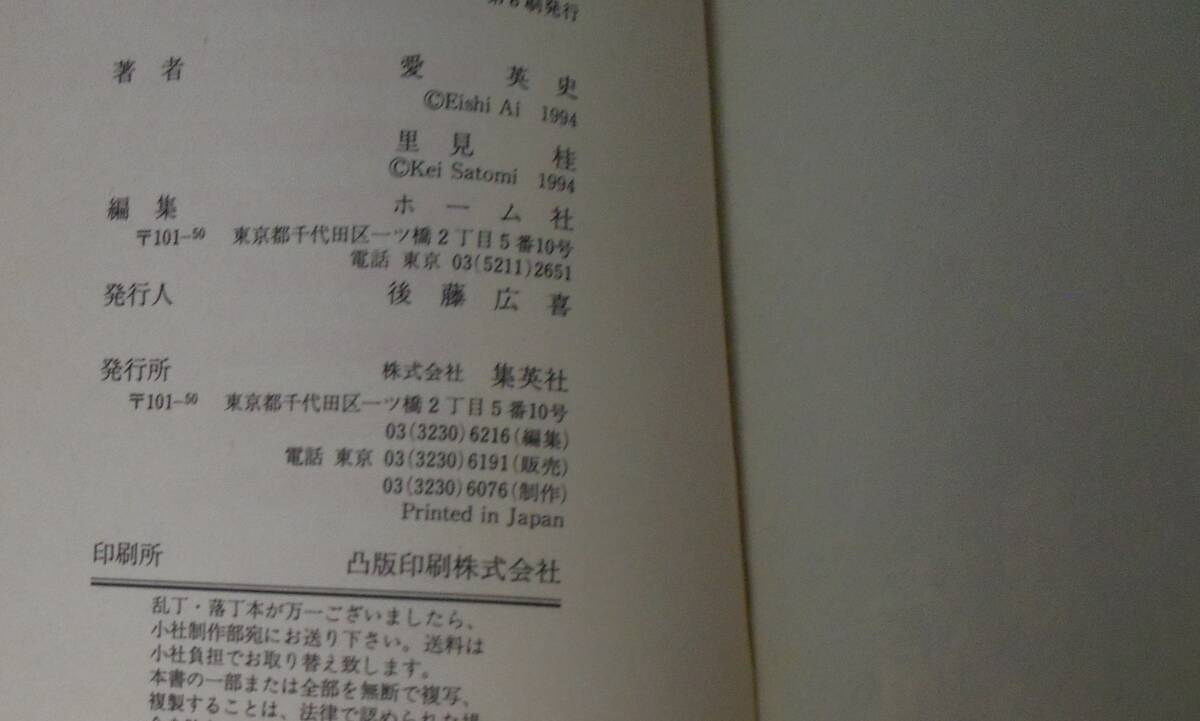 刷発行
著者 愛英史
©Eishi Ai 1994
里見桂
©Kei Satomi 1994
編集 ホーム社
〒101-50 東京都千代田区一ツ橋2丁目5番10号
電話 東京 03(5211)2651
発行人 後藤広喜
発行所 株式会社 集英社
〒101-50 東京都千代田区一ツ橋2丁目5番10号
03(3230)6216(編集)
電話 東京 03(3230)6191(販売)
03(3230)6076(制作)
Printed in Japan
印刷所 凸版印刷株式会社
乱丁・落丁本が万一ございましたら、
小社制作部宛にお送り下さい。送料は
小社負担でお取り替え致します。
本書の一部または全部を無断で複写、
複製することは、法律で認められた場